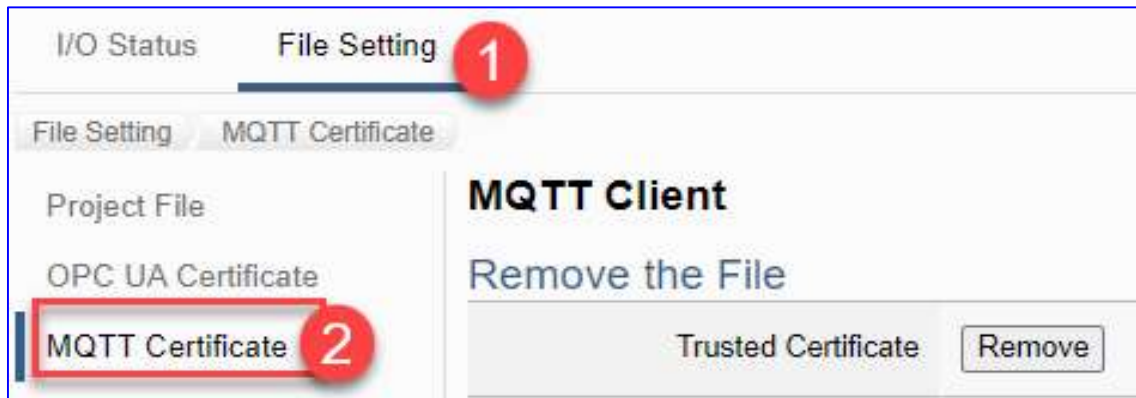 I/O Status File Setting 1
File Setting MQTT Certificate
Project File
OPC UA Certificate
MQTT Certificate 2
MQTT Client
Remove the File
Trusted Certificate Remove